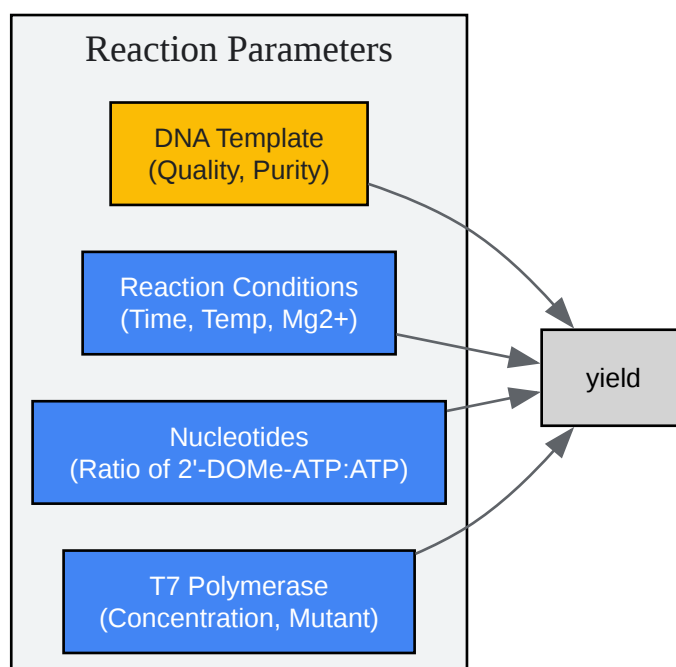 Reaction Parameters
DNA Template
(Quality, Purity)
Reaction Conditions
(Time, Temp, Mg2+)
yield
Nucleotides
(Ratio of 2'-DOMe-ATP:ATP)
T7 Polymerase
(Concentration, Mutant)